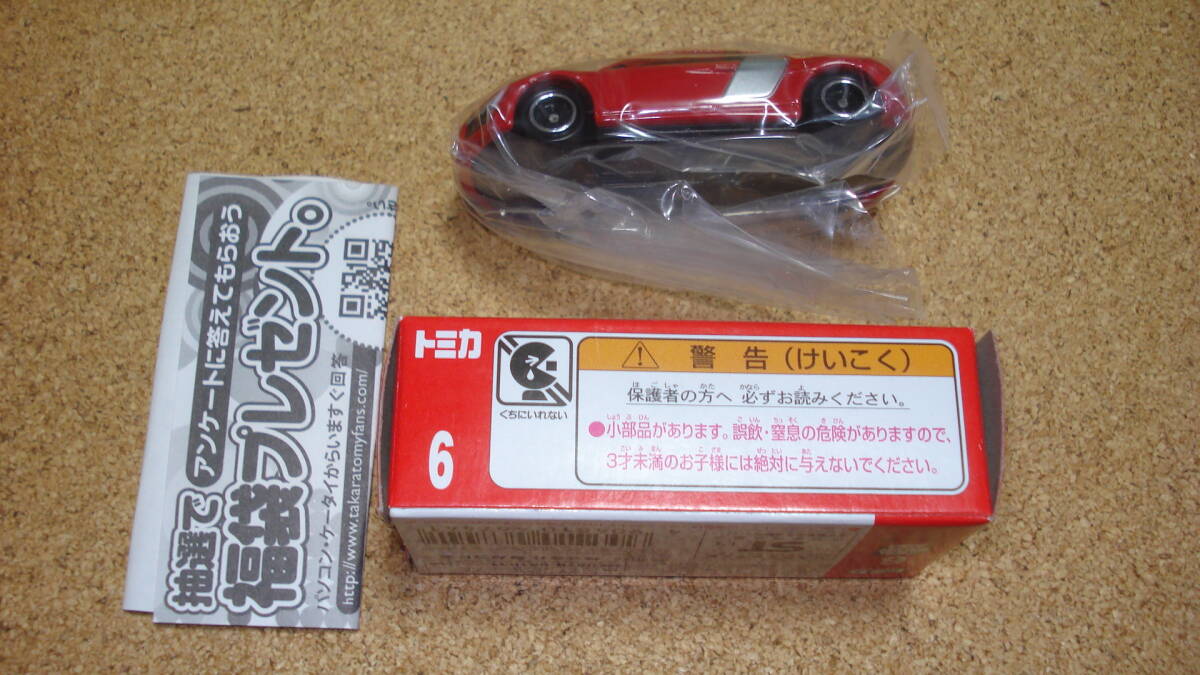 抽選で アンケートに答えてもらおう
福袋プレゼント。
パソコン・ケータイからいますぐ回答
http://www.takaratomyfans.com/
トミカ
6
くちにいれない
警告（けいこく）
保護者の方へ 必ずお読みください。
●小部品があります。誤飲・窒息の危険がありますので、
3才未満のお子様には絶対に与えないでください。